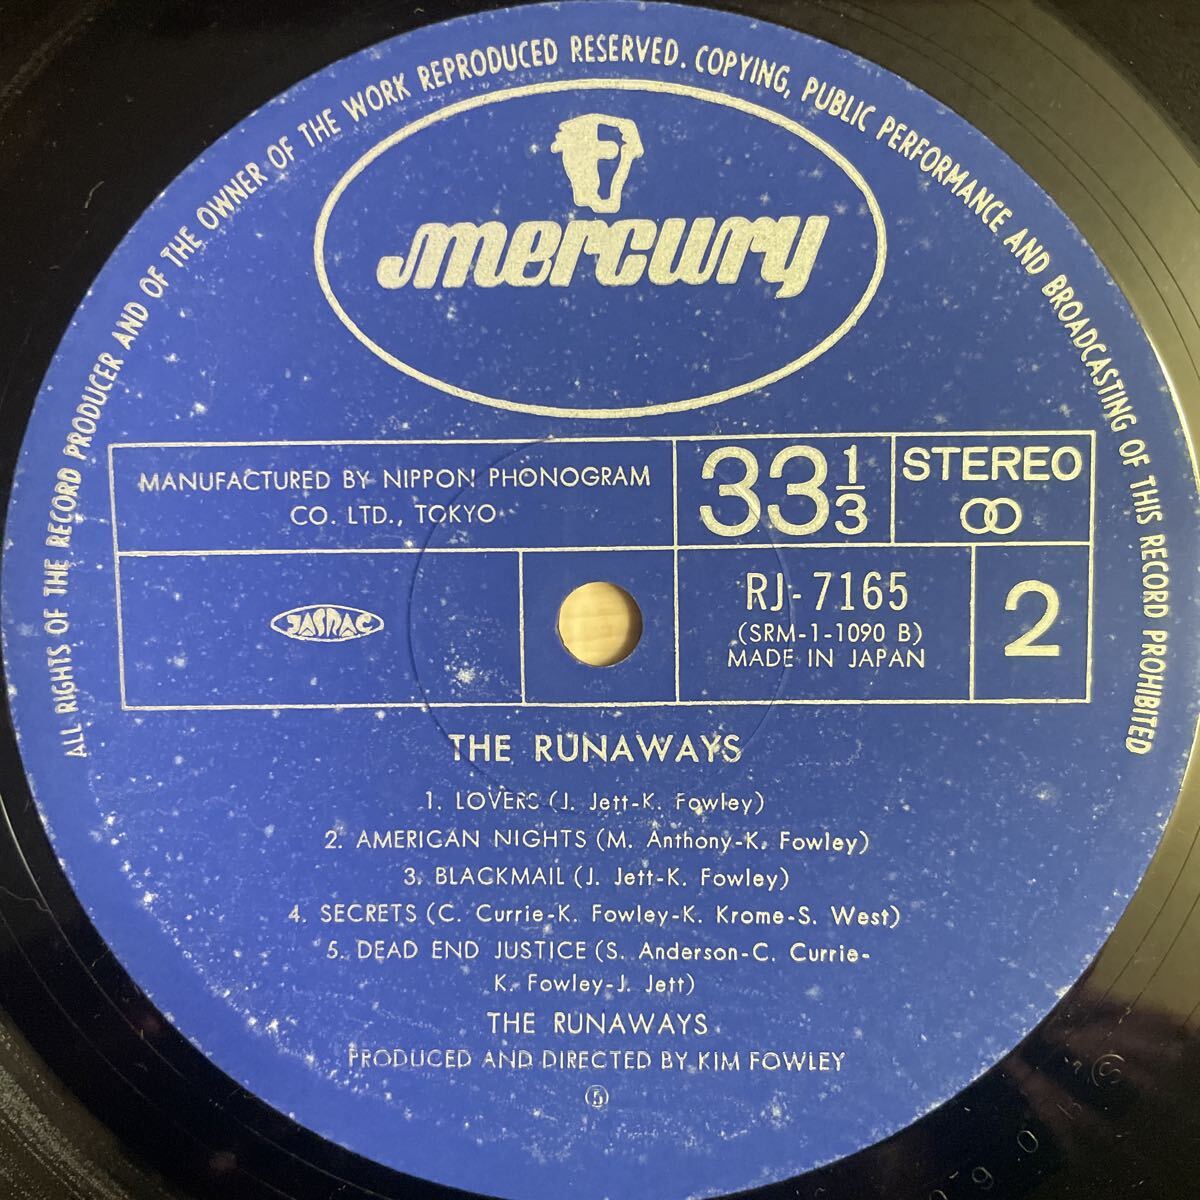 ALL RIGHTS OF THE RECORD PRODUCER AND OF THE OWNER OF THE WORK REPRODUCED RESERVED. COPYING, PUBLIC PERFORMANCE AND BROADCASTING OF THIS RECORD PROHIBITED
mercury
MANUFACTURED BY NIPPON PHONOGRAM
CO. LTD., TOKYO
33 1/3
STEREO
JASRAC
RJ-7165
(SRM-1-1090 B)
MADE IN JAPAN
2
THE RUNAWAYS
1. LOVERS (J. Jett-K. Fowley)
2. AMERICAN NIGHTS (M. Anthony-K. Fowley)
3. BLACKMAIL (J. Jett-K. Fowley)
4. SECRETS (C. Currie-K. Fowley-K. Krome-S. West)
5. DEAD END JUSTICE (S. Anderson-C. Currie-
K. Fowley-J. Jett)
THE RUNAWAYS
PRODUCED AND DIRECTED BY KIM FOWLEY
⑤